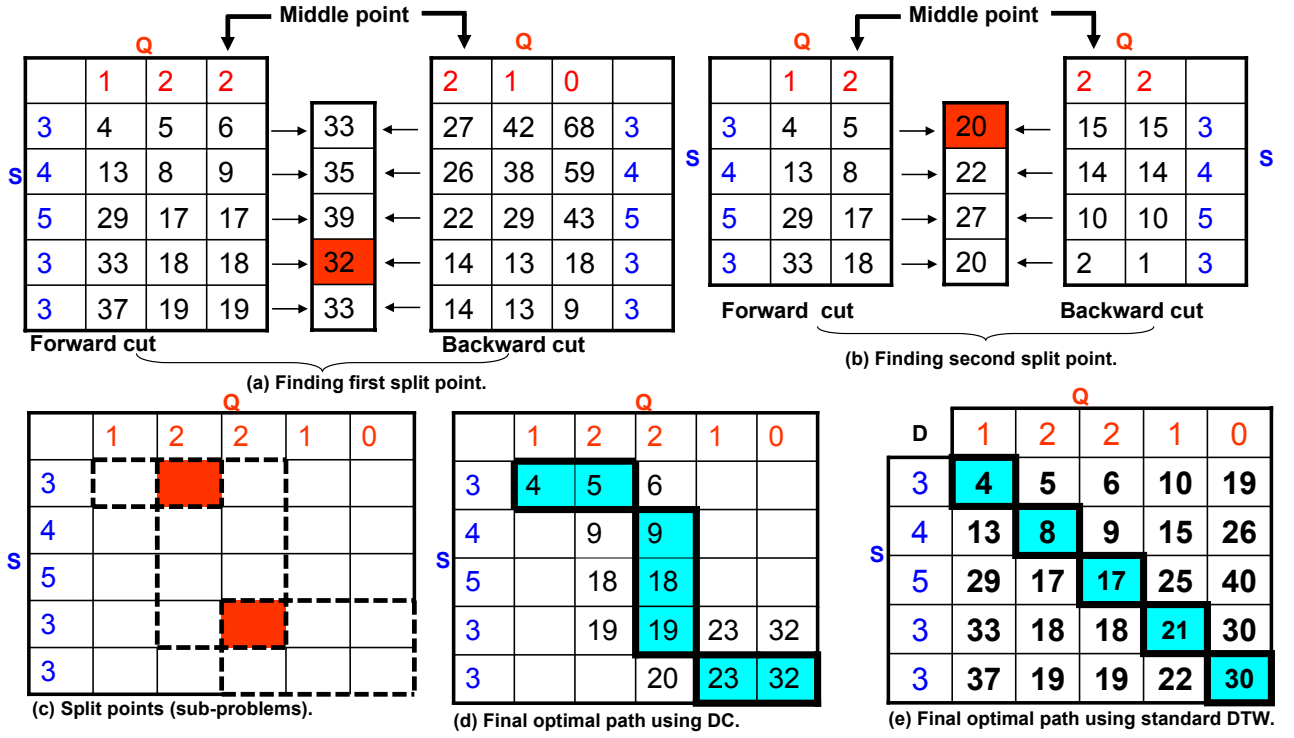 Middle point
Q Q
1 2 2 2 1 0
3 4 5 6 33 27 42 68 3
S 4 13 8 9 35 26 38 59 4
5 29 17 17 39 22 29 43 5
3 33 18 18 32 14 13 18 3
3 37 19 19 33 14 13 9 3
Forward cut Backward cut
(a) Finding first split point.
Middle point
Q Q
1 2 2 2
3 4 5 20 15 15 3
S 4 13 8 22 14 14 4 S
5 29 17 27 10 10 5
3 33 18 20 2 1 3
Forward cut Backward cut
(b) Finding second split point.
Q
1 2 2 1 0
3
4
S 5
3
3
(c) Split points (sub-problems).
Q
1 2 2 1 0
3 4 5 6
4 9 9
S 5 18 18
3 19 19 23 32
3 20 23 32
(d) Final optimal path using DC.
Q
D 1 2 2 1 0
3 4 5 6 10 19
4 13 8 9 15 26
S 5 29 17 17 25 40
3 33 18 18 21 30
3 37 19 19 22 30
(e) Final optimal path using standard DTW.